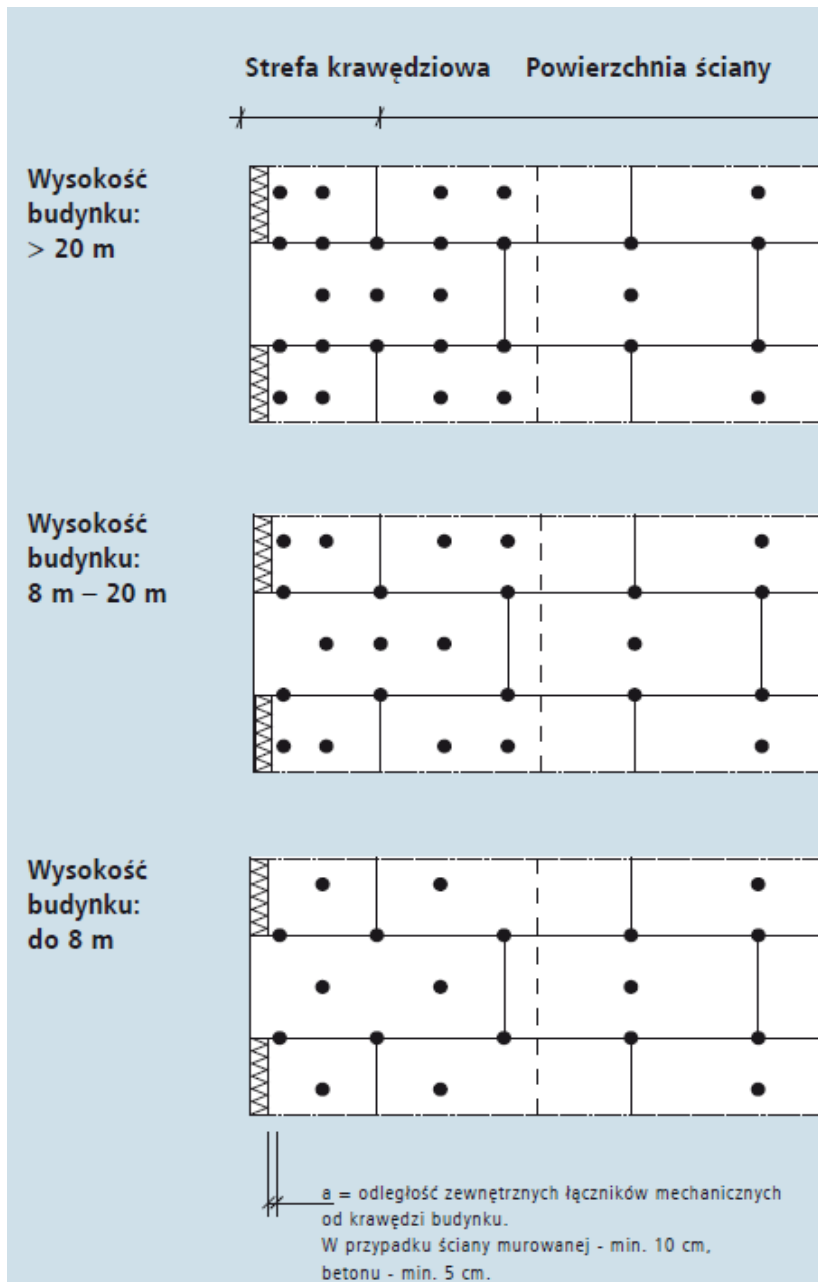 Strefa krawędziowa Powierzchnia ściany
Wysokość
budynku:
> 20 m
Wysokość
budynku:
8 m – 20 m
Wysokość
budynku:
do 8 m
a = odległość zewnętrznych łączników mechanicznych
od krawędzi budynku.
W przypadku ściany murowanej - min. 10 cm,
betonu - min. 5 cm.